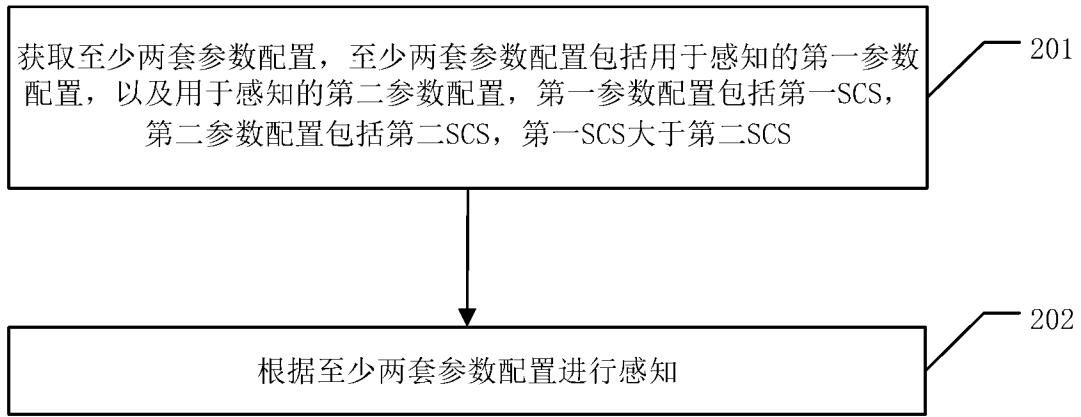 获取至少两套参数配置，至少两套参数配置包括用于感知的第一参数
配置，以及用于感知的第二参数配置，第一参数配置包括第一SCS，
第二参数配置包括第二SCS，第一SCS大于第二SCS
201
根据至少两套参数配置进行感知
202